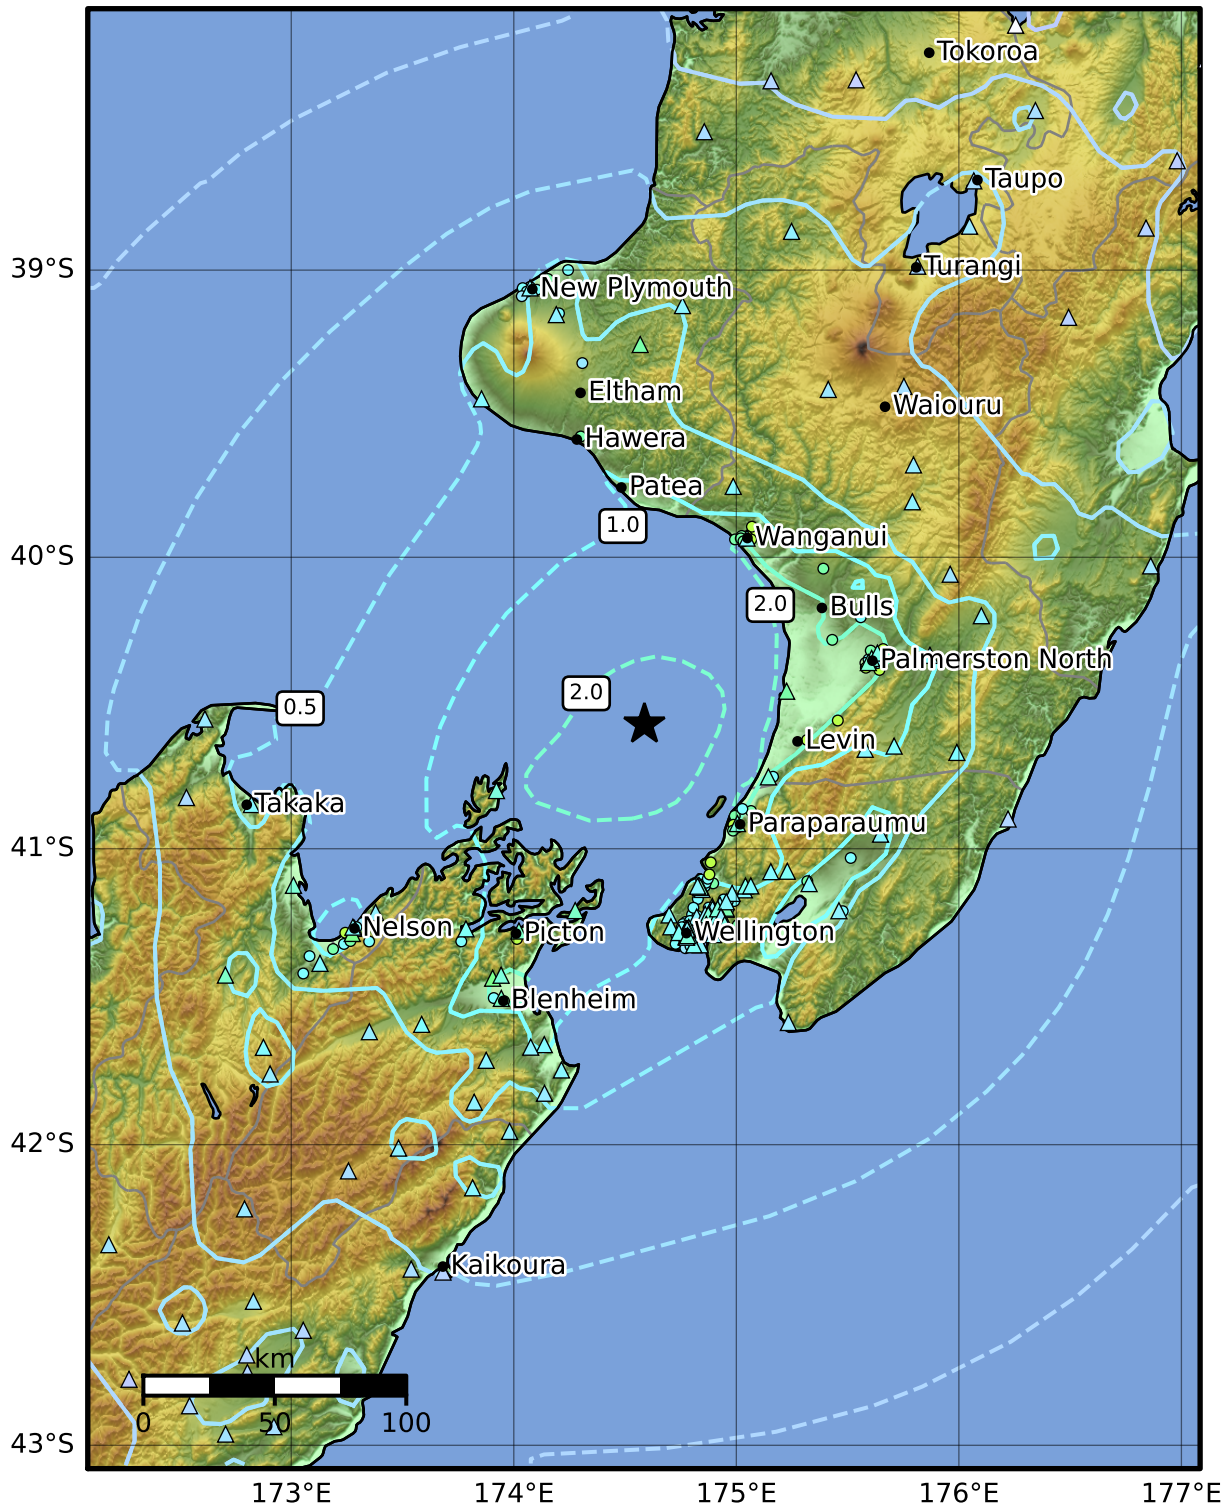 Tokoroa
Taupo
39°S
Turangi
New Plymouth
Eltham
Waiouru
Hawera
Patea
1.0
Wanganui
40°S
2.0
Bulls
Palmerston North
2.0
0.5
Levin
Takaka
Paraparaumu
41°S
Nelson
Picton
Wellington
Blenheim
42°S
Kaikoura
km
0 50 100
43°S
173°E 174°E 175°E 176°E 177°E